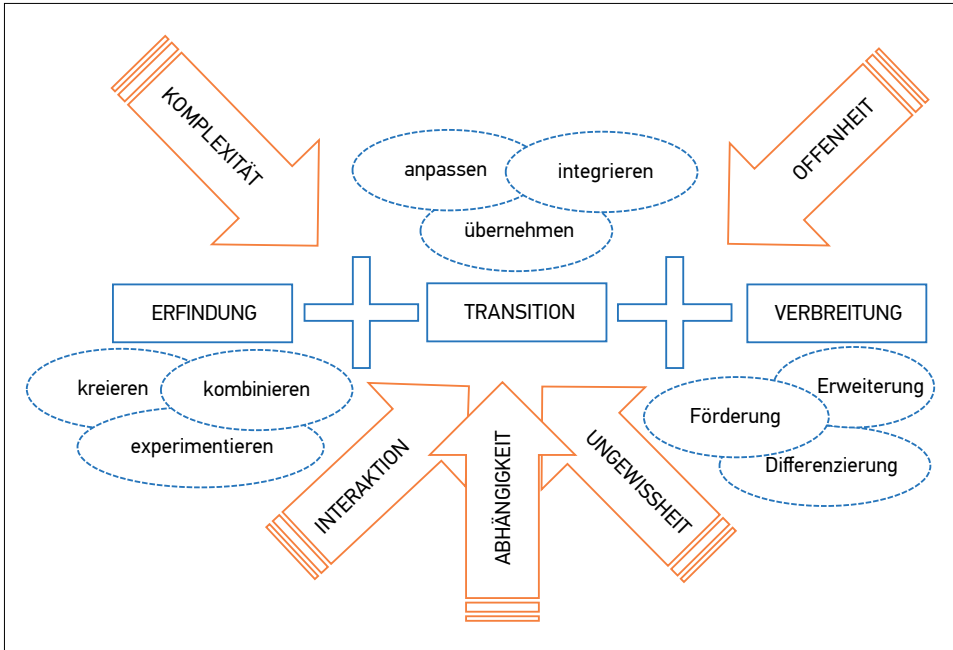 KOMPLEXITÄT
OFFENHEIT
anpassen
integrieren
übernehmen
ERFINDUNG
TRANSITION
VERBREITUNG
kreieren
kombinieren
experimentieren
Erweiterung
Förderung
Differenzierung
INTERAKTION
ABHÄNGIGKEIT
UNGEWISSHEIT